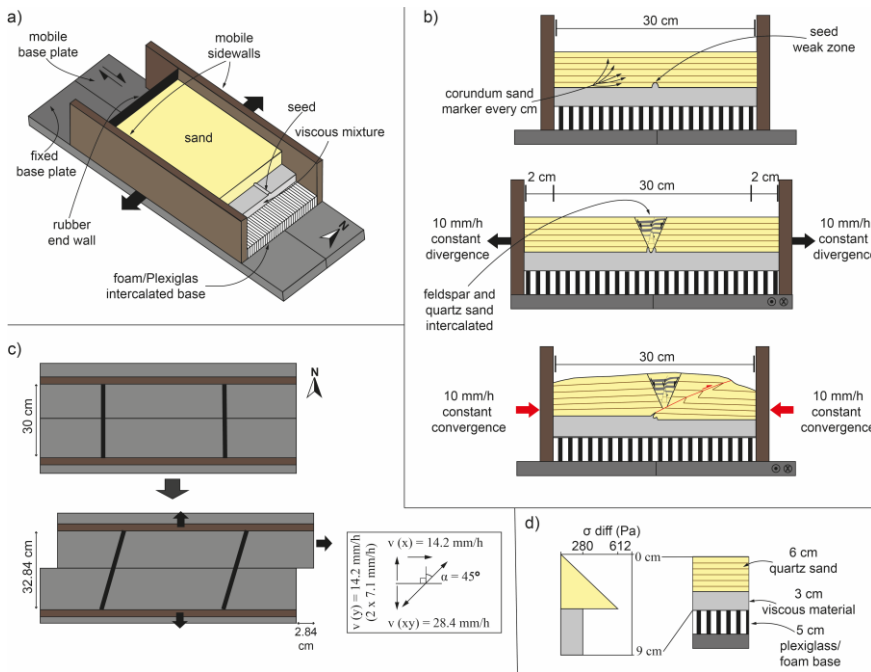 a)
mobile
base plate
mobile
sidewalls
seed
viscous mixture
sand
fixed
base plate
rubber
end wall
N
foam/Plexiglas
intercalated base
b)
30 cm
seed
weak zone
corundum sand
marker every cm
2 cm
30 cm
2 cm
10 mm/h
constant
divergence
10 mm/h
constant
divergence
feldspar and
quartz sand
intercalated
30 cm
10 mm/h
constant
convergence
10 mm/h
constant
convergence
c)
N
30 cm
32.84 cm
2.84
cm
v (y) = 14.2 mm/h
(2 x 7.1 mm/h)
v (x) = 14.2 mm/h
α = 45°
v (xy) = 28.4 mm/h
d)
σ diff (Pa)
280 612
0 cm
9 cm
6 cm
quartz sand
3 cm
viscous material
5 cm
plexiglass/
foam base